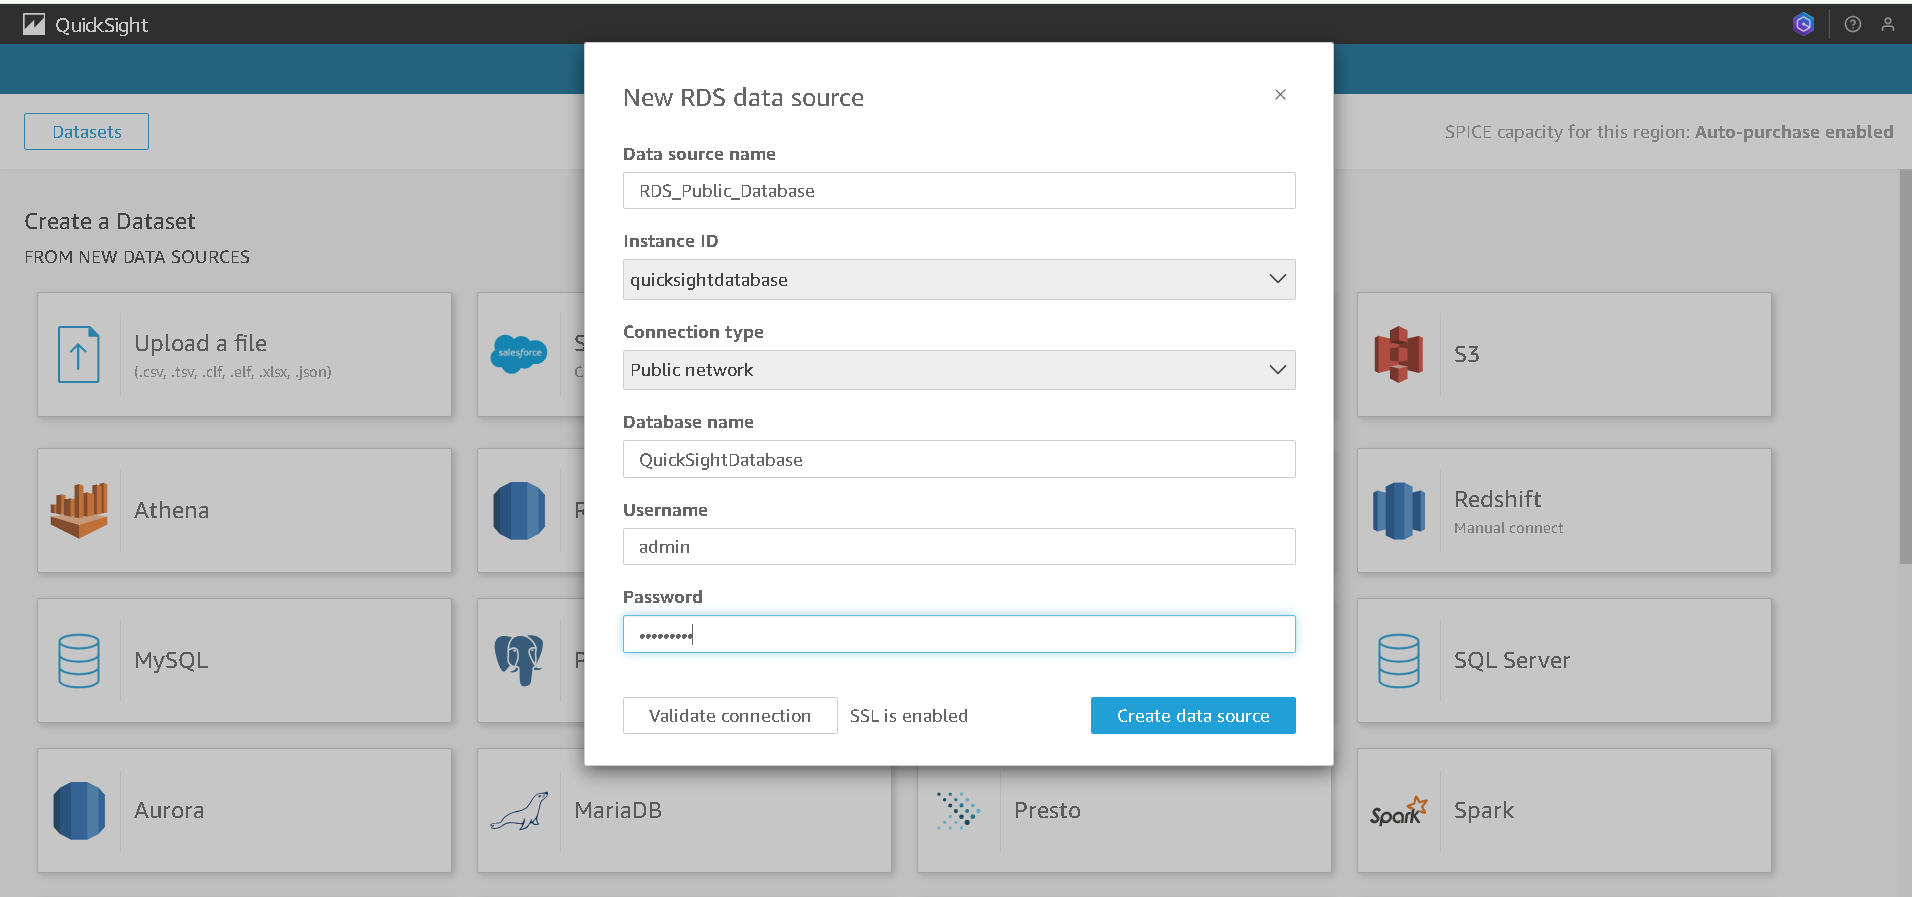 QuickSight
Datasets
SPICE capacity for this region: Auto-purchase enabled
Create a Dataset
FROM NEW DATA SOURCES
Upload a file
(.csv, .tsv, .clf, .elf, .xlsx, .json)
salesforce
S
C
S3
Athena
R
Redshift
Manual connect
MySQL
P
SQL Server
Aurora
MariaDB
Presto
Spark
Spark
New RDS data source
Data source name
RDS_Public_Database
Instance ID
quicksightdatabase
Connection type
Public network
Database name
QuickSightDatabase
Username
admin
Password
•••••••••
Validate connection
SSL is enabled
Create data source